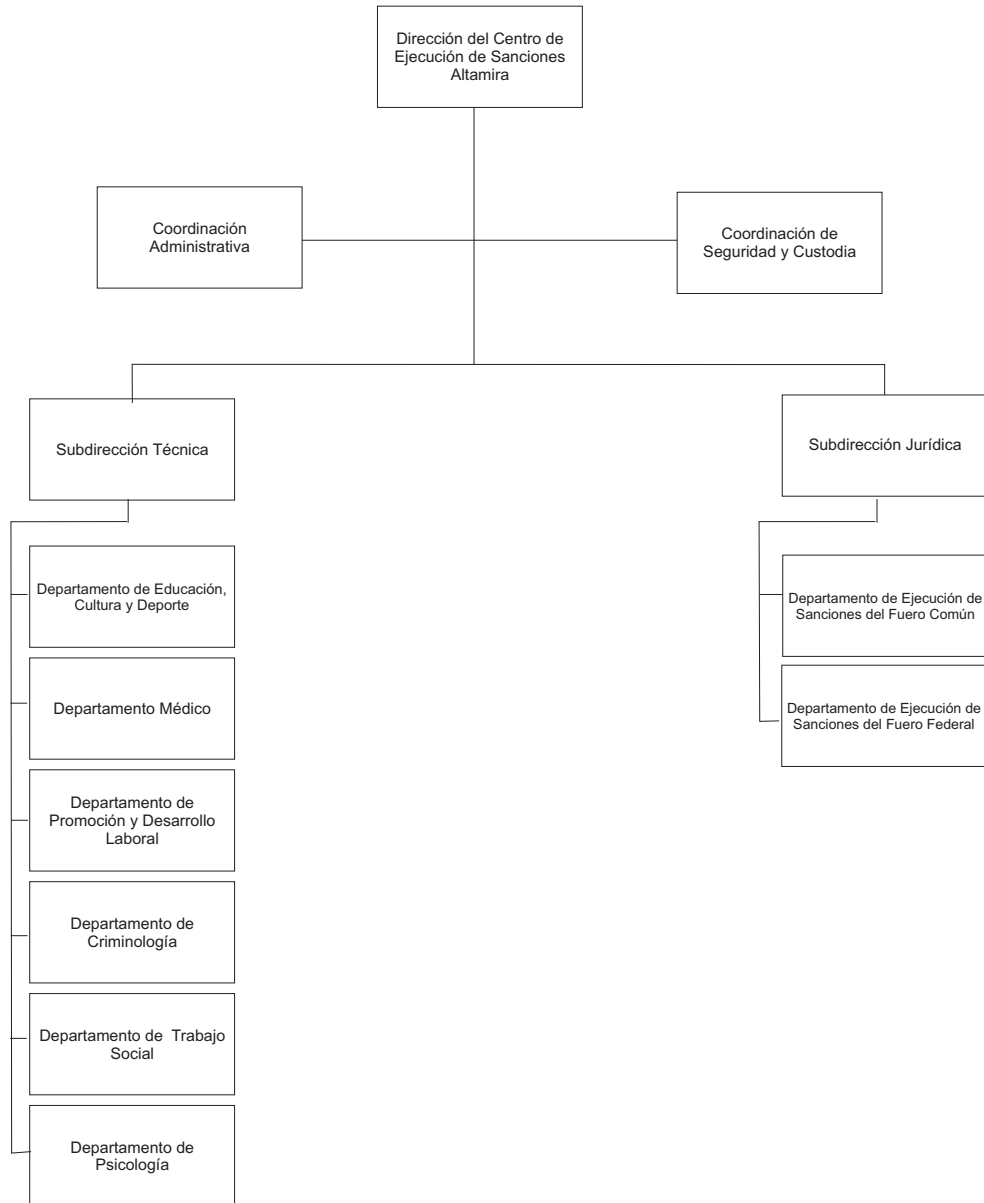 Dirección del Centro de
Ejecución de Sanciones
Altamira
Coordinación
Administrativa
Coordinación de
Seguridad y Custodia
Subdirección Técnica
Subdirección Jurídica
Departamento de Educación,
Cultura y Deporte
Departamento Médico
Departamento de
Promoción y Desarrollo
Laboral
Departamento de
Criminología
Departamento de Trabajo
Social
Departamento de
Psicología
Departamento de Ejecución de
Sanciones del Fuero Común
Departamento de Ejecución de
Sanciones del Fuero Federal